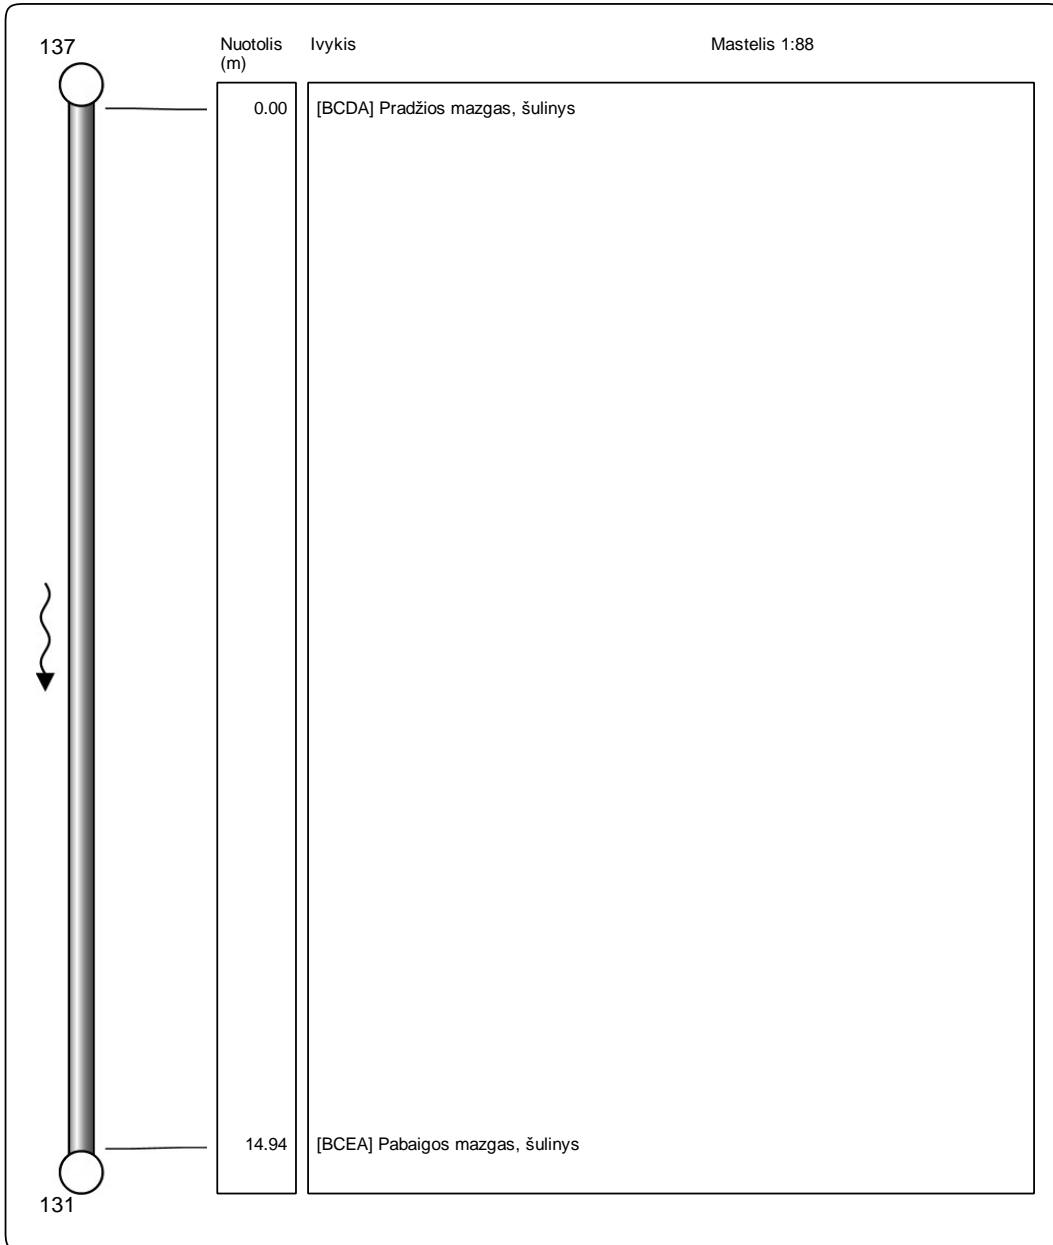 137
Nuotolis (m)
Ivykis
Mastelis 1:88
0.00 [BCDA] Pradžios mazgas, šulinys
14.94 [BCEA] Pabaigos mazgas, šulinys
131